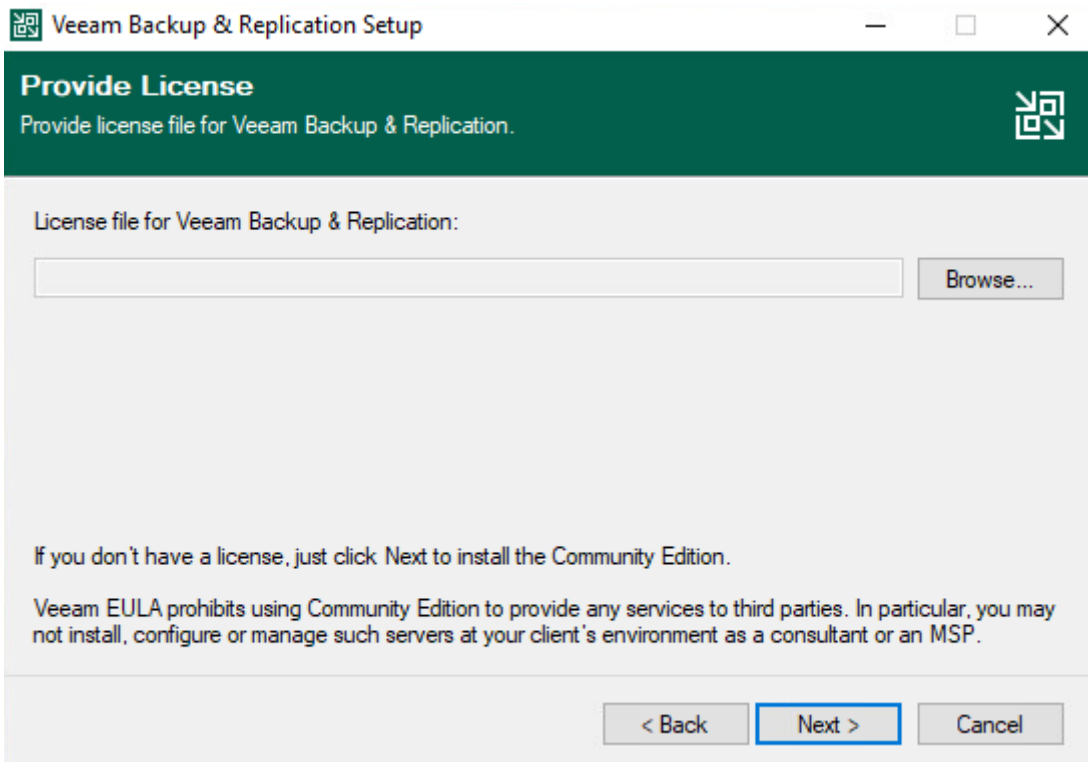 Veeam Backup & Replication Setup
Provide License
Provide license file for Veeam Backup & Replication.
License file for Veeam Backup & Replication:
Browse...
If you don't have a license, just click Next to install the Community Edition.
Veeam EULA prohibits using Community Edition to provide any services to third parties. In particular, you may
not install, configure or manage such servers at your client's environment as a consultant or an MSP.
< Back
Next >
Cancel